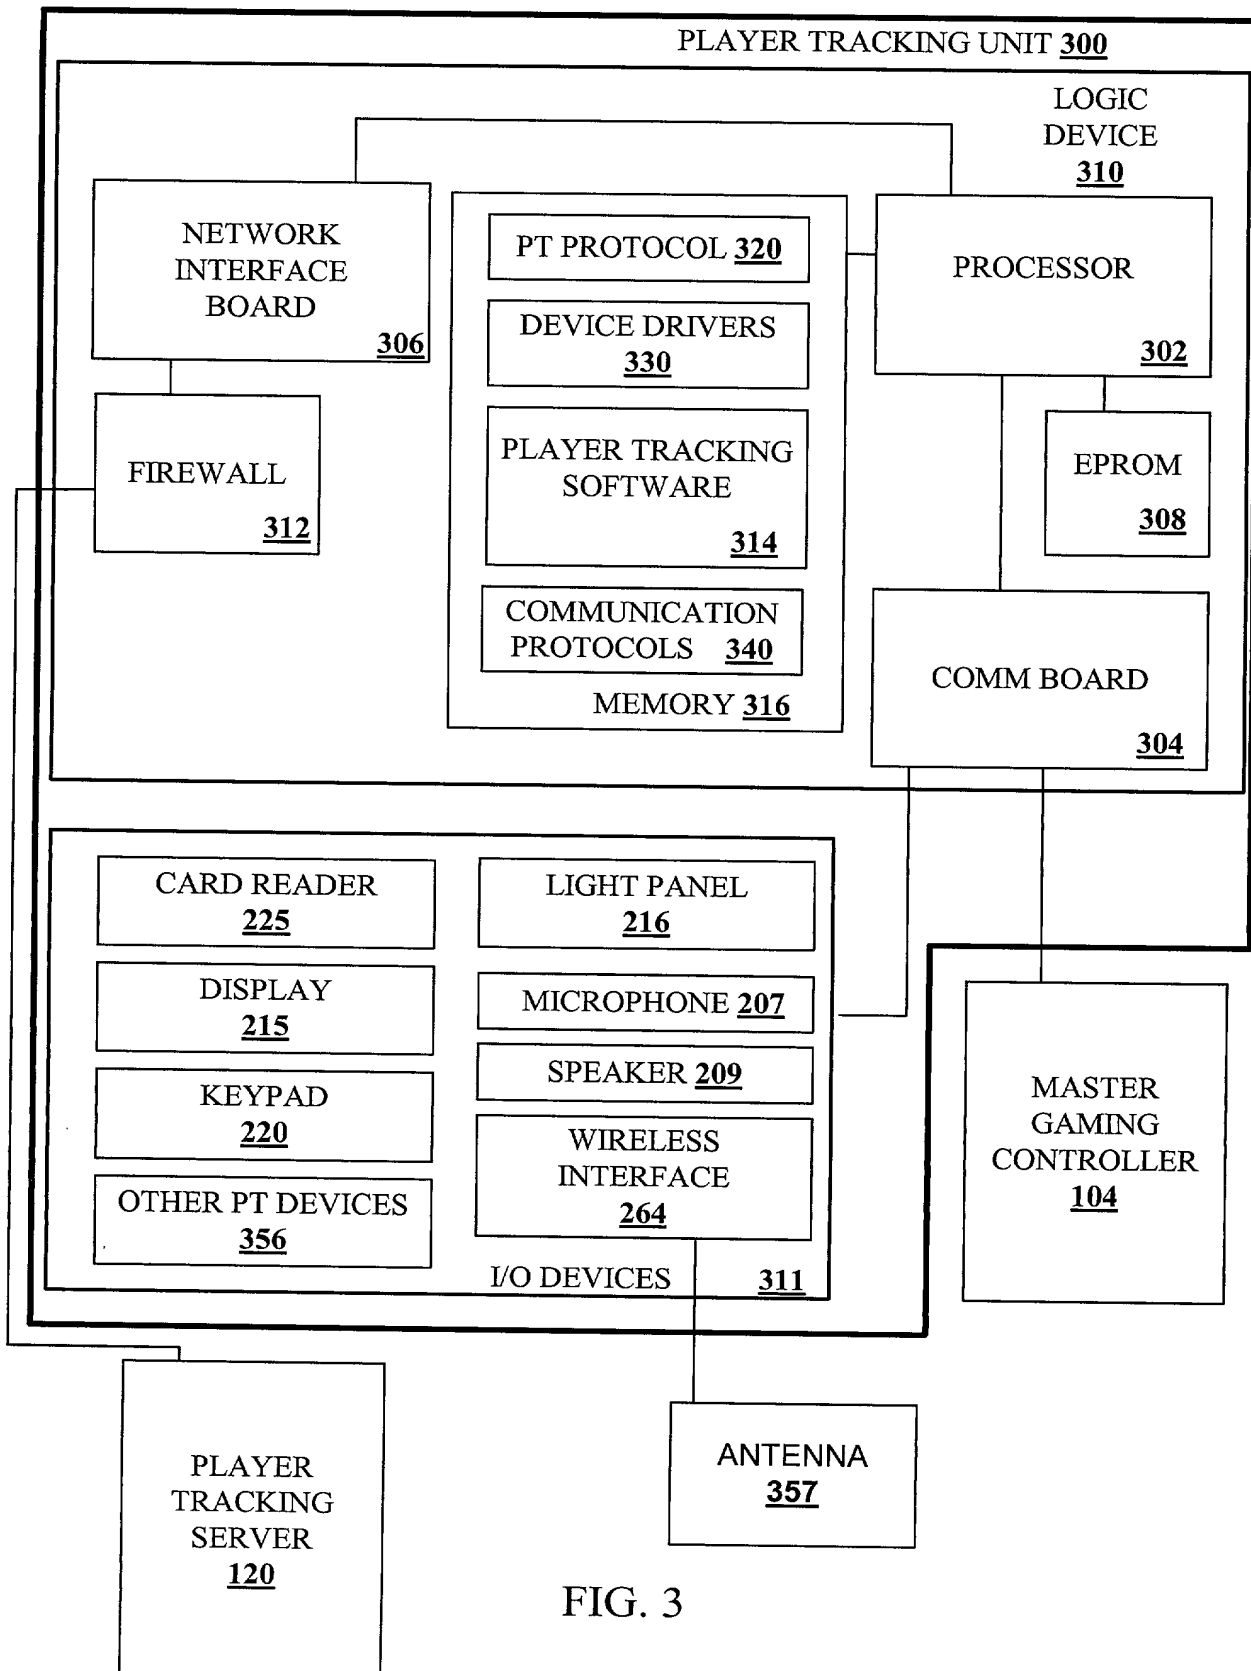 PLAYER TRACKING UNIT 300
LOGIC
DEVICE
310
NETWORK
INTERFACE
BOARD
306
PT PROTOCOL 320
DEVICE DRIVERS
330
PLAYER TRACKING
SOFTWARE
314
COMMUNICATION
PROTOCOLS 340
MEMORY 316
PROCESSOR
302
FIREWALL
312
EPROM
308
COMM BOARD
304
CARD READER
225
DISPLAY
215
KEYPAD
220
OTHER PT DEVICES
356
LIGHT PANEL
216
MICROPHONE 207
SPEAKER 209
WIRELESS
INTERFACE
264
I/O DEVICES 311
MASTER
GAMING
CONTROLLER
104
PLAYER
TRACKING
SERVER
120
ANTENNA
357
FIG. 3